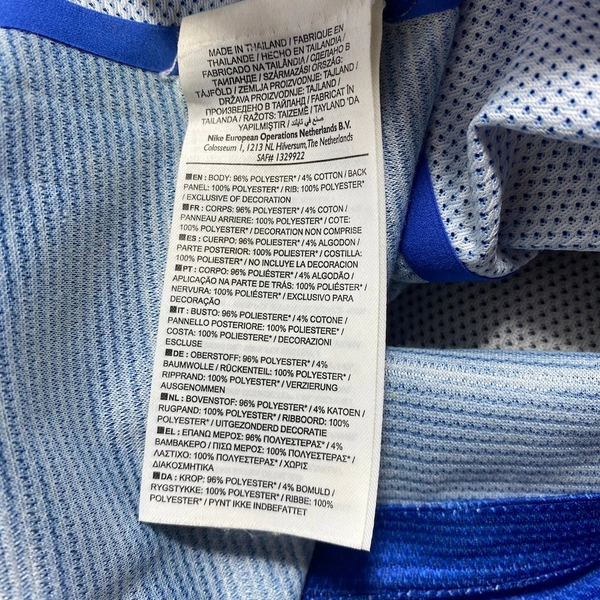 MADE IN THAILAND / FABRIQUE EN
THAILANDE / HECHO EN TAILANDIA /
FABRICADO NA TAILÂNDIA / СДЕЛАНО В
ТАИЛАНДЕ / SZÁRMAZÁSI ORSZÁG:
TÁJFÖLD / ZEMLJA PROIZVODNJE: TAJLAND /
DRŽAVA PROIZVODNJE: TAJLAND /
ПРОИЗВЕДЕНО В ТАЙЛАНД / FABRICAT ÎN
TAILANDA / RAŽOTS: TAIZEMĒ / TAYLAND 'DA
YAPILMIŞTIR / صنع في تايلاند
Nike European Operations Netherlands B.V.
Colosseum 1, 1213 NL Hilversum, The Netherlands
SAF# 1329922
EN : BODY: 96% POLYESTER* / 4% COTTON / BACK
PANEL: 100% POLYESTER* / RIB: 100% POLYESTER*
/ EXCLUSIVE OF DECORATION
FR : CORPS: 96% POLYESTER* / 4% COTON /
PANNEAU ARRIERE: 100% POLYESTER* / COTE:
100% POLYESTER* / DECORATION NON COMPRISE
ES : CUERPO: 96% POLIESTER* / 4% ALGODON /
PARTE POSTERIOR: 100% POLIESTER* / COSTILLA:
100% POLIESTER* / NO INCLUYE LA DECORACION
PT : CORPO: 96% POLIÉSTER* / 4% ALGODÃO /
APLICAÇÃO NA PARTE DE TRÁS: 100% POLIÉSTER* /
NERVURA: 100% POLIÉSTER* / EXCLUSIVO PARA
DECORAÇÃO
IT : BUSTO: 96% POLIESTERE* / 4% COTONE /
PANNELLO POSTERIORE: 100% POLIESTERE* /
COSTA: 100% POLIESTERE* / DECORAZIONI
ESCLUSE
DE : OBERSTOFF: 96% POLYESTER* / 4%
BAUMWOLLE / RÜCKENTEIL: 100% POLYESTER* /
RIPPRAND: 100% POLYESTER* / VERZIERUNG
AUSGENOMMEN
NL : BOVENSTOF: 96% POLYESTER* / 4% KATOEN /
RUGPAND: 100% POLYESTER* / RIBBOORD: 100%
POLYESTER* / UITGEZONDERD DECORATIE
EL : ΕΠΑΝΩ ΜΕΡΟΣ: 96% ΠΟΛΥΕΣΤΕΡΑΣ* / 4%
ΒΑΜΒΑΚΕΡΟ / ΠΙΣΩ ΜΕΡΟΣ: 100% ΠΟΛΥΕΣΤΕΡΑΣ* /
ΛΑΣΤΙΧΟ: 100% ΠΟΛΥΕΣΤΕΡΑΣ* / ΧΩΡΙΣ
ΔΙΑΚΟΣΜΗΤΙΚΑ
DA : KROP: 96% POLYESTER* / 4% BOMULD /
RYGSTYKKE: 100% POLYESTER* / RIBBE: 100%
POLYESTER* / PYNT IKKE INDBEFATTET